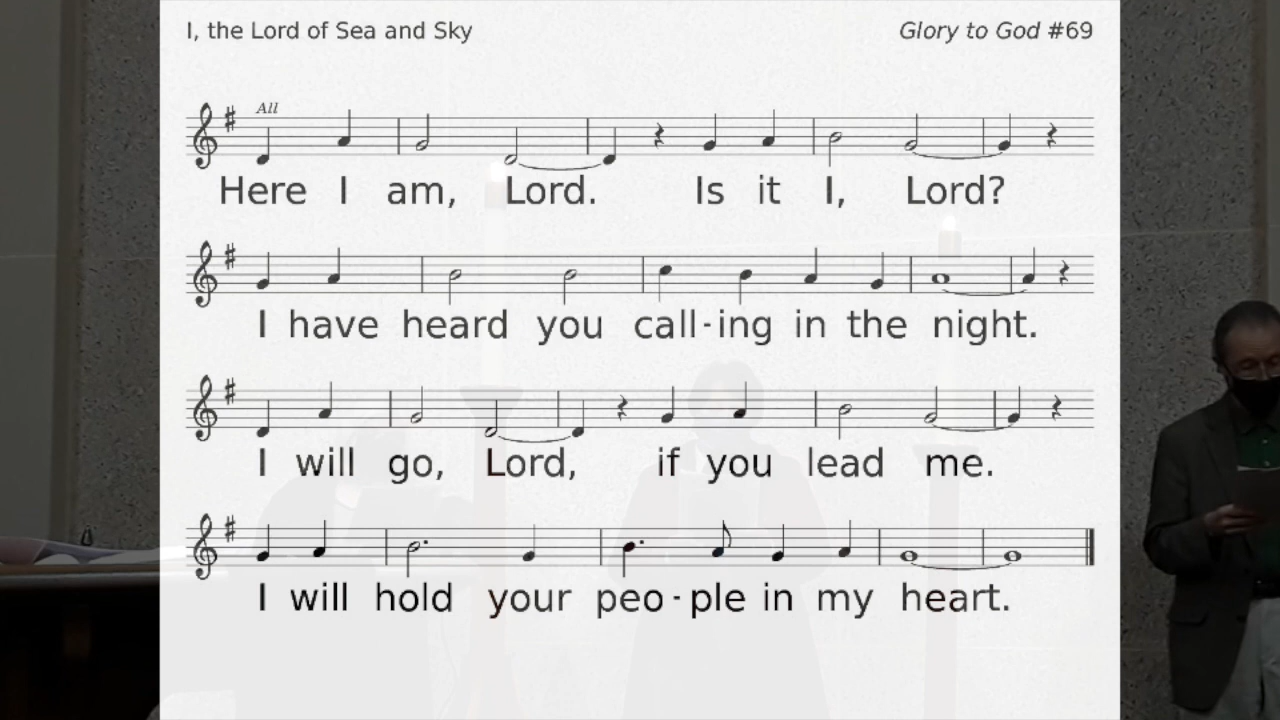 I, the Lord of Sea and Sky
Glory to God #69
All
Here I am, Lord. Is it I, Lord?
I have heard you call-ing in the night.
I will go, Lord, if you lead me.
I will hold your peo-ple in my heart.